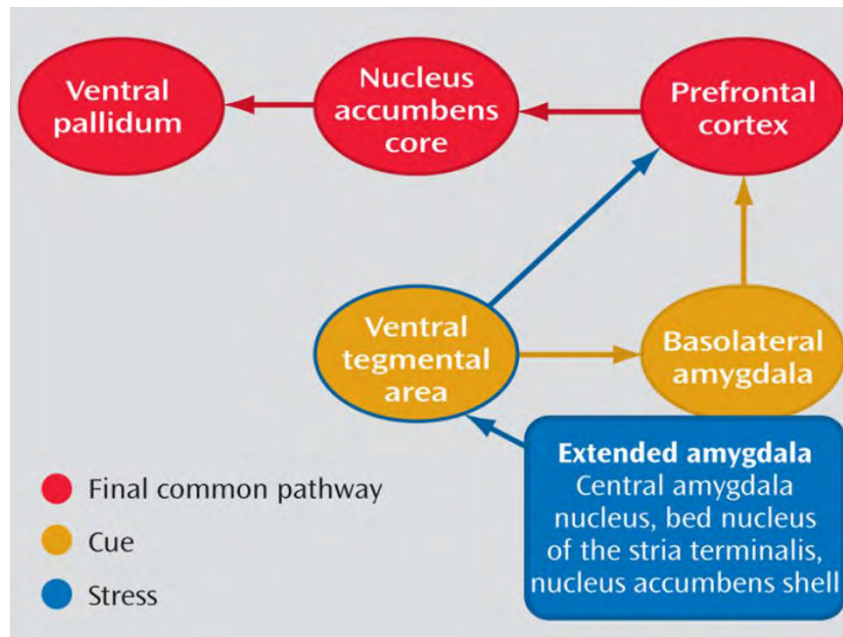 Ventral
pallidum
Nucleus
accumbens
core
Prefrontal
cortex
Ventral
tegmental
area
Basolateral
amygdala
Extended amygdala
Central amygdala
nucleus, bed nucleus
of the stria terminalis,
nucleus accumbens shell
Final common pathway
Cue
Stress